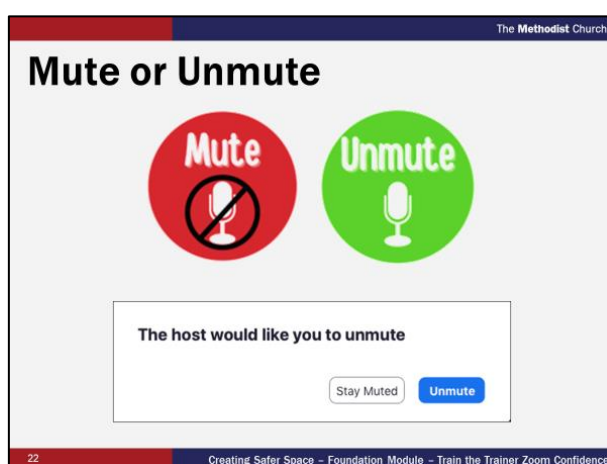 The Methodist Church
Mute or Unmute
Mute
Unmute
The host would like you to unmute
Stay Muted
Unmute
22
Creating Safer Space – Foundation Module – Train the Trainer Zoom Confidence